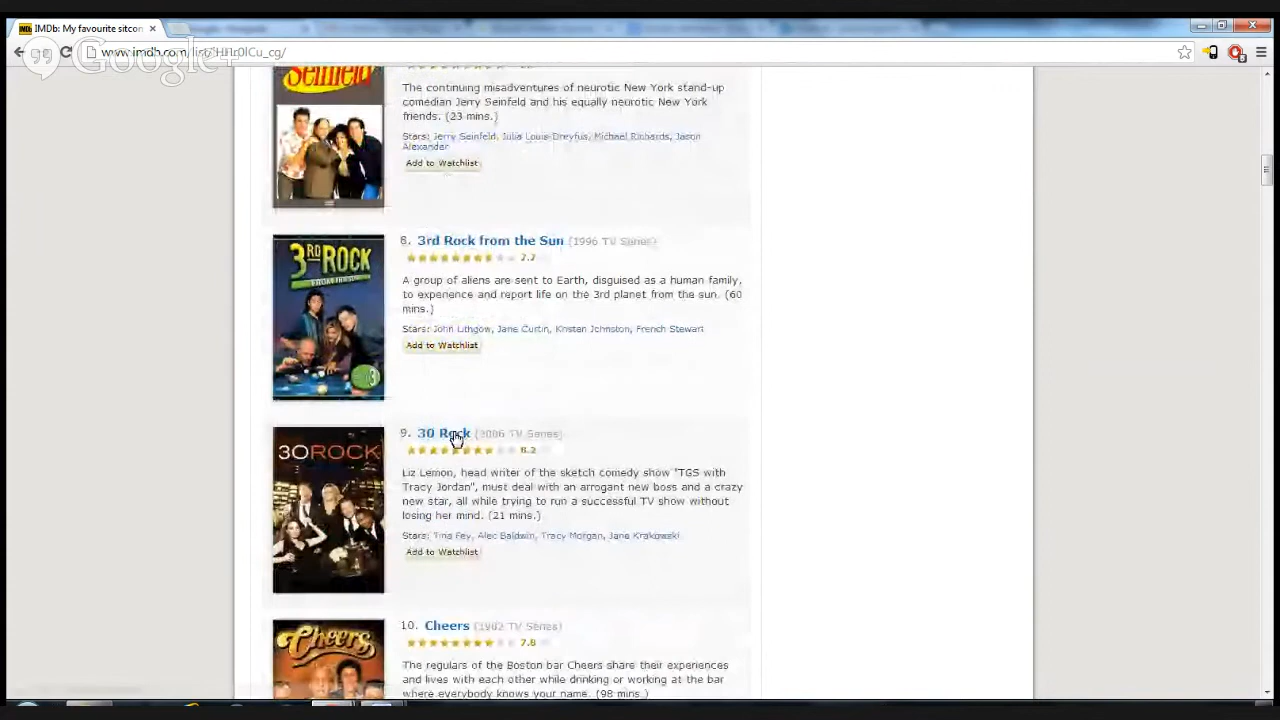 IMDb: My favourite sitcon
Google+
www.imdb.com/list/
Seinfeld
The continuing misadventures of neurotic New York stand-up
comedian Jerry Seinfeld and his equally neurotic New York
friends. (23 mins.)
Stars: Jerry Seinfeld, Julia Louis-Dreyfus, Michael Richards, Jason
Alexander
Add to Watchlist
3RD ROCK
FROM THE SUN
8. 3rd Rock from the Sun (1996 TV Series)
7.7
A group of aliens are sent to Earth, disguised as a human family,
to experience and report life on the 3rd planet from the sun. (60
mins.)
Stars: John Lithgow, Jane Curtin, Kristen Johnston, French Stewart
Add to Watchlist
30ROCK
9. 30 Rock (2006 TV Series)
8.2
Liz Lemon, head writer of the sketch comedy show "TGS with
Tracy Jordan", must deal with an arrogant new boss and a crazy
new star, all while trying to run a successful TV show without
losing her mind. (21 mins.)
Stars: Tina Fey, Alec Baldwin, Tracy Morgan, Jane Krakowski
Add to Watchlist
Cheers
10. Cheers (1982 TV Series)
7.8
The regulars of the Boston bar Cheers share their experiences
and lives with each other while drinking or working at the bar
where everybody knows your name. (98 mins.)